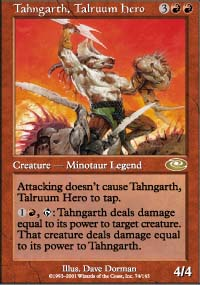 Tahngarth, Talruum Hero 3
Creature — Minotaur Legend
Attacking doesn't cause Tahngarth,
Talruum Hero to tap.
1, : Tahngarth deals damage
equal to its power to target creature.
That creature deals damage equal
to its power to Tahngarth.
Illus. Dave Dorman
©1993–2001 Wizards of the Coast, Inc. 74/143
4/4